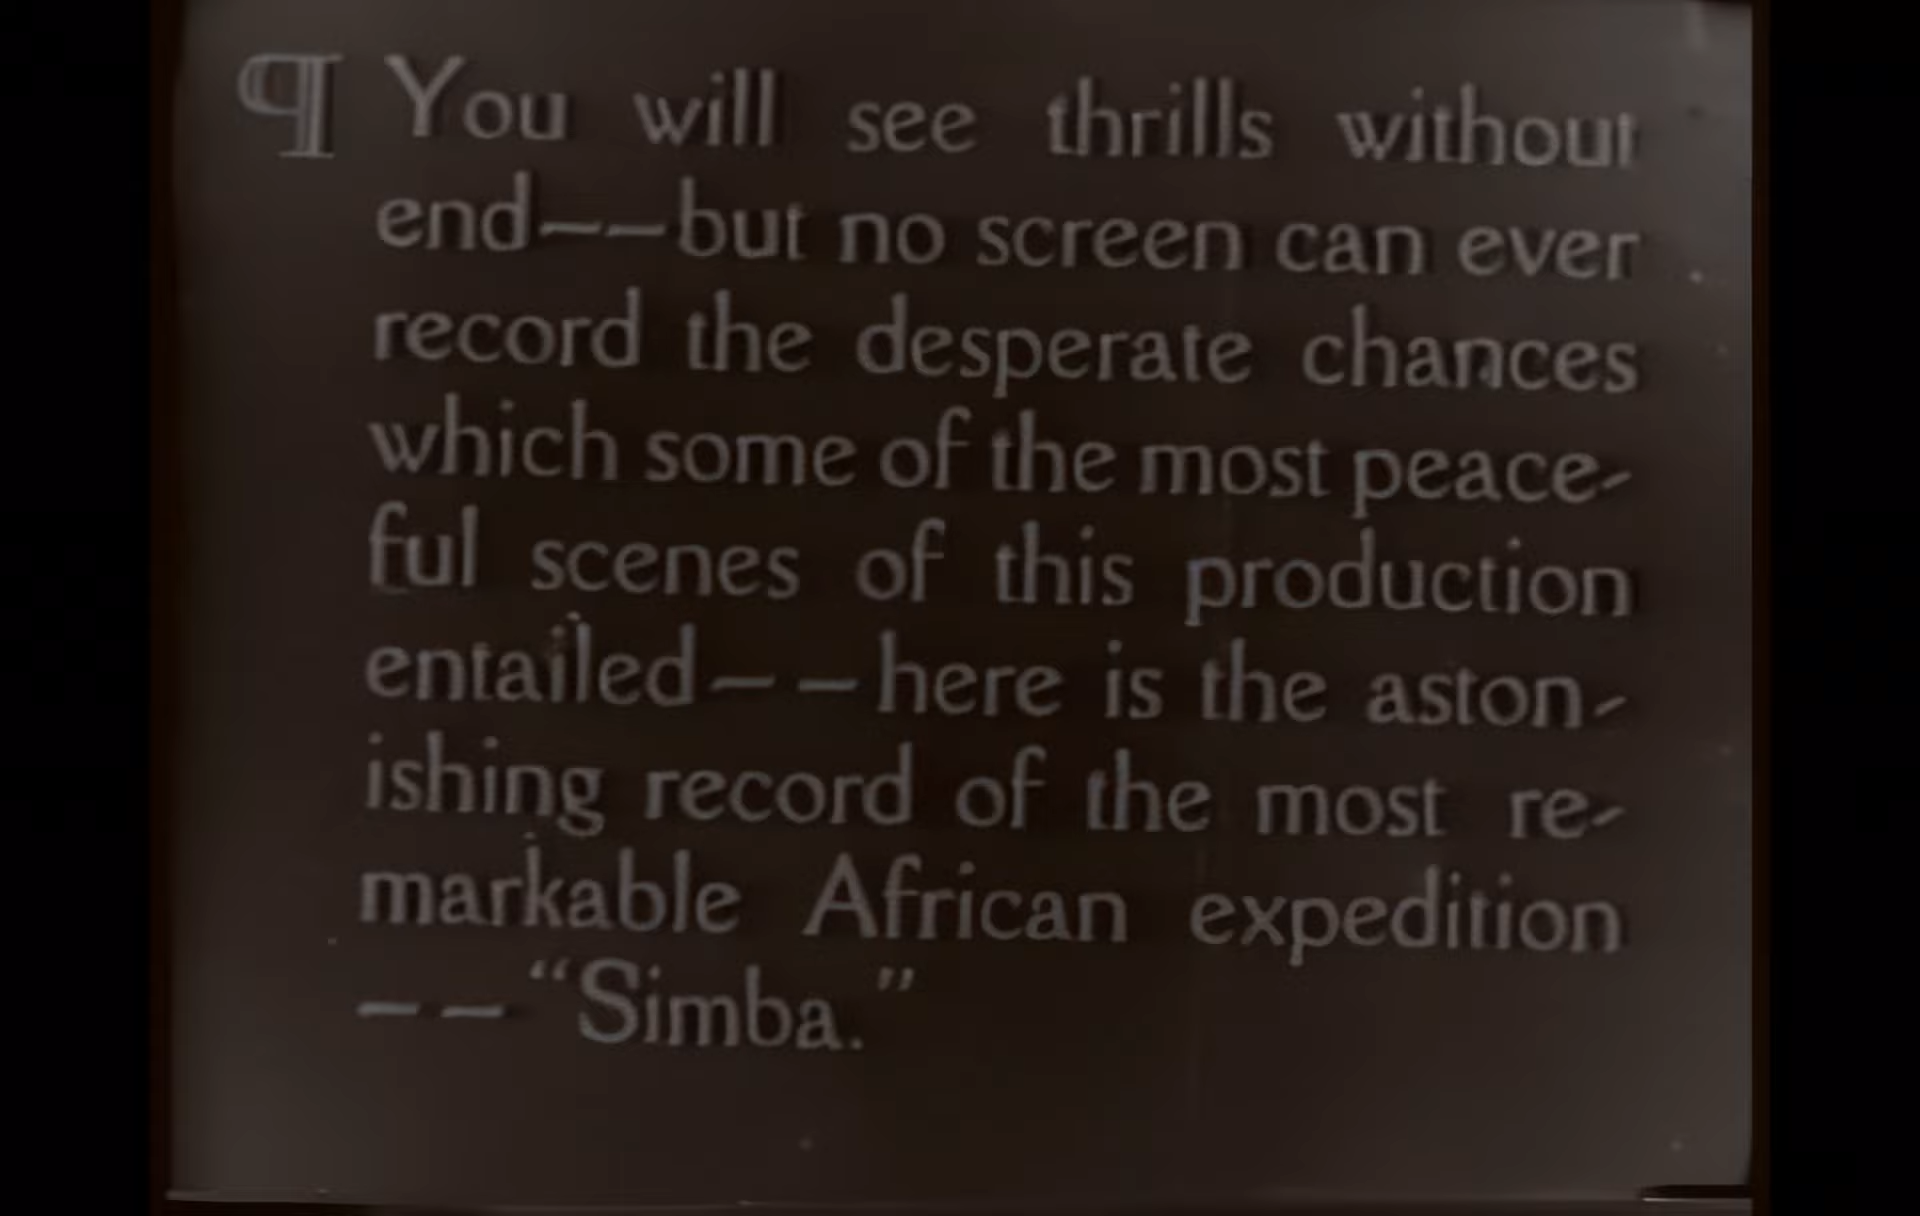 ¶ You will see thrills without
end——but no screen can ever
record the desperate chances
which some of the most peace-
ful scenes of this production
entailed——here is the aston-
ishing record of the most re-
markable African expedition
——“Simba.”